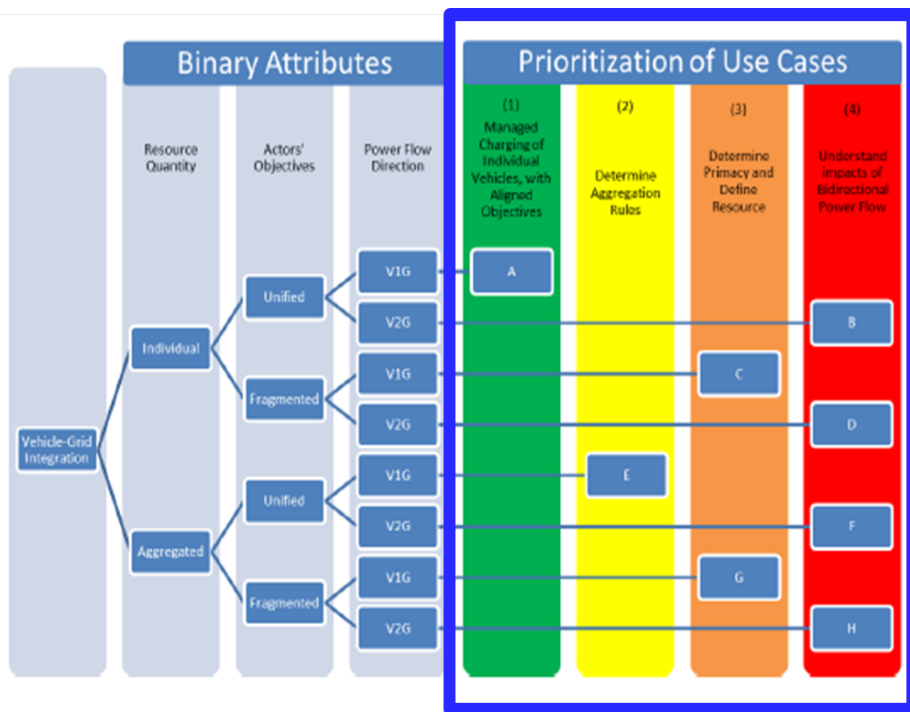 Binary Attributes
Prioritization of Use Cases
Resource
Quantity
Actors'
Objectives
Power Flow
Direction
(1)
Managed
Charging of
Individual
Vehicles, with
Aligned
Objectives
(2)
Determine
Aggregation
Rules
(3)
Determine
Primacy and
Define
Resource
(4)
Understand
impacts of
Bidirectional
Power Flow
Vehicle-Grid
Integration
Individual
Aggregated
Unified
Fragmented
Unified
Fragmented
V1G
V2G
V1G
V2G
V1G
V2G
V1G
V2G
A
B
C
D
E
F
G
H